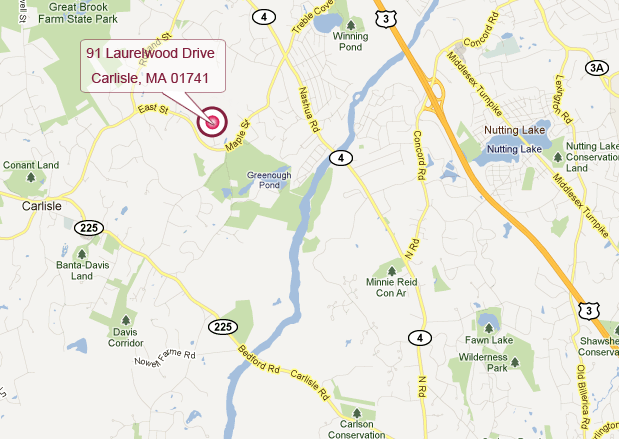 Great Brook
Farm State Park
4
Treble Cove
Winning
Pond
3
Concord Rd
3A
91 Laurelwood Drive
Carlisle, MA 01741
Middlesex Turnpike
Lexington Rd
East St
Maple St
Nashua Rd
Concord Rd
Nutting Lake
Nutting Lake
Nutting Lake
Conservation
Land
Conant Land
4
Greenough
Pond
Middlesex Turnpike
Carlisle
225
N Rd
Banta-Davis
Land
Minnie Reid
Con Ar
3
Davis
Corridor
225
4
Fawn Lake
Shawshe
Conserva
Nowell Farme Rd
Bedford Rd
Carlisle Rd
Wilderness
Park
N Rd
Old Billerica Rd
Ln
Carlson
Conservation